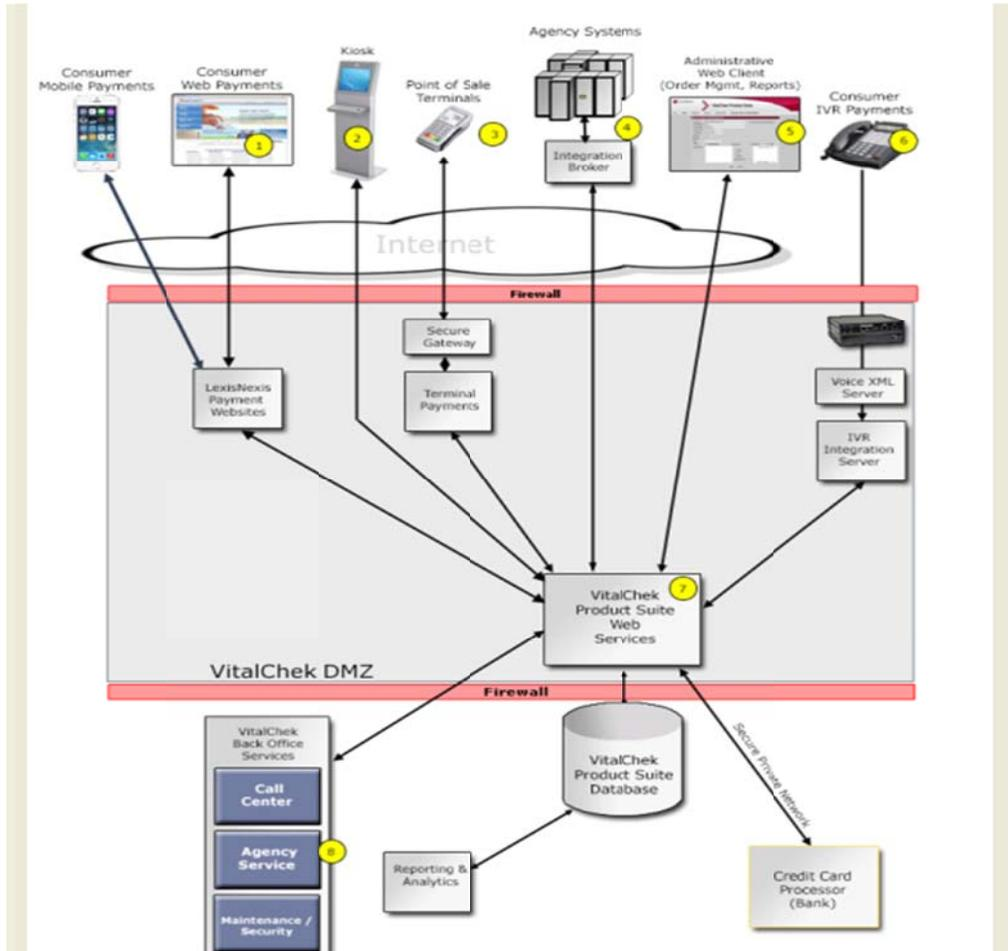 Agency Systems
Kiosk
Consumer
Mobile Payments
Consumer
Web Payments
Point of Sale
Terminals
Administrative
Web Client
(Order Mgmt, Reports)
Consumer
IVR Payments
1
2
3
4
5
6
Integration
Broker
Internet
Firewall
Secure
Gateway
LexisNexis
Payment
Websites
Terminal
Payments
Voice XML
Server
IVR
Integration
Server
VitalChek
Product Suite
Web
Services
7
VitalChek DMZ
Firewall
VitalChek
Back Office
Services
Call
Center
Agency
Service
8
Maintenance /
Security
VitalChek
Product Suite
Database
Secure Private Network
Reporting &
Analytics
Credit Card
Processor
(Bank)